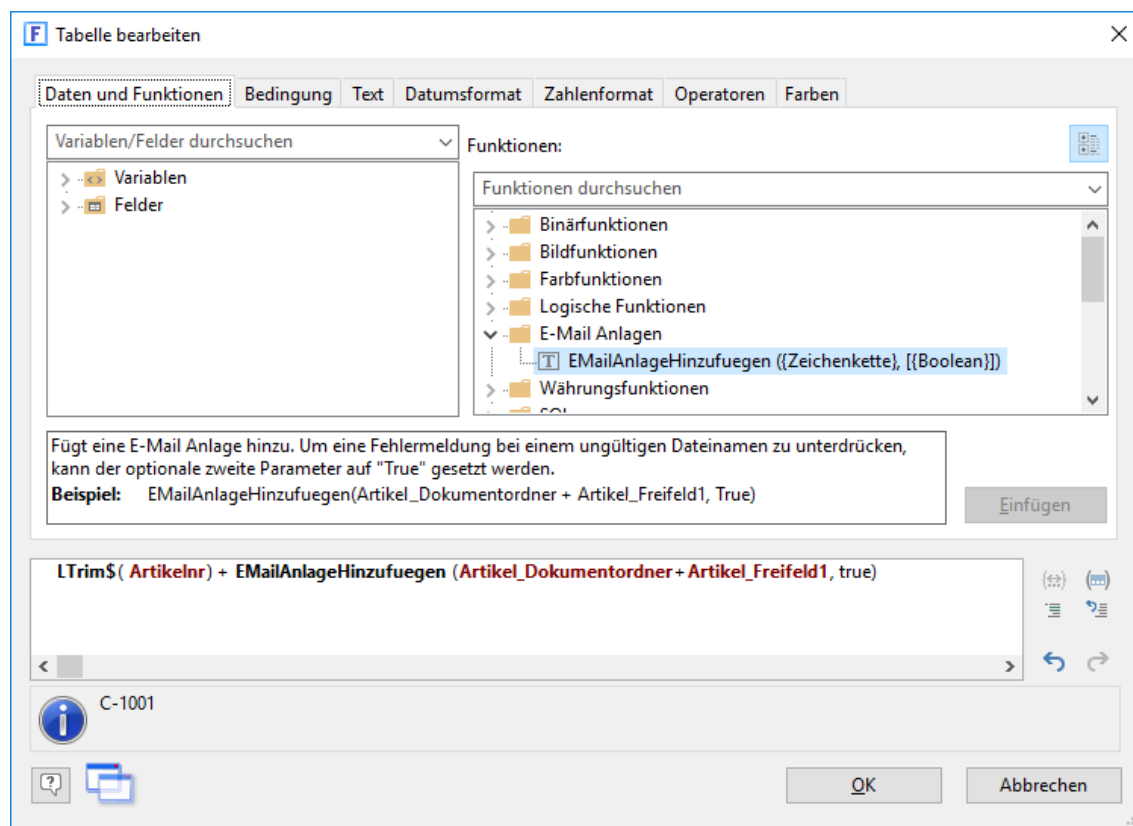 F Tabelle bearbeiten
Daten und Funktionen Bedingung Text Datumsformat Zahlenformat Operatoren Farben
Variablen/Felder durchsuchen
Variablen
Felder
Funktionen:
Funktionen durchsuchen
Binärfunktionen
Bildfunktionen
Farbfunktionen
Logische Funktionen
E-Mail Anlagen
T EMailAnlageHinzufuegen ({Zeichenkette}, [{Boolean}])
Währungsfunktionen
SQL
Fügt eine E-Mail Anlage hinzu. Um eine Fehlermeldung bei einem ungültigen Dateinamen zu unterdrücken,
kann der optionale zweite Parameter auf "True" gesetzt werden.
Beispiel: EMailAnlageHinzufuegen(Artikel_Dokumentordner + Artikel_Freifeld1, True)
Einfügen
LTrim$( Artikelnr) + EMailAnlageHinzufuegen (Artikel_Dokumentordner+Artikel_Freifeld1, true)
C-1001
OK Abbrechen